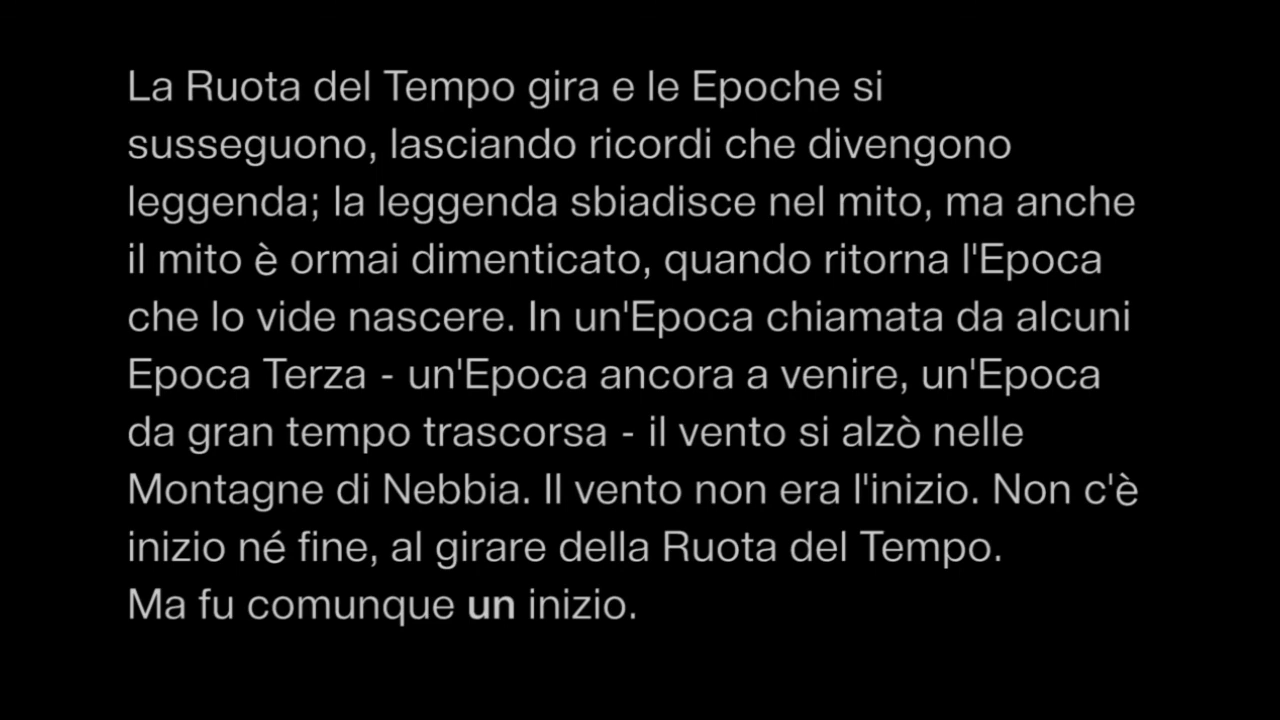 La Ruota del Tempo gira e le Epoche si
susseguono, lasciando ricordi che divengono
leggenda; la leggenda sbiadisce nel mito, ma anche
il mito è ormai dimenticato, quando ritorna l'Epoca
che lo vide nascere. In un'Epoca chiamata da alcuni
Epoca Terza - un'Epoca ancora a venire, un'Epoca
da gran tempo trascorsa - il vento si alzò nelle
Montagne di Nebbia. Il vento non era l'inizio. Non c'è
inizio né fine, al girare della Ruota del Tempo.
Ma fu comunque un inizio.